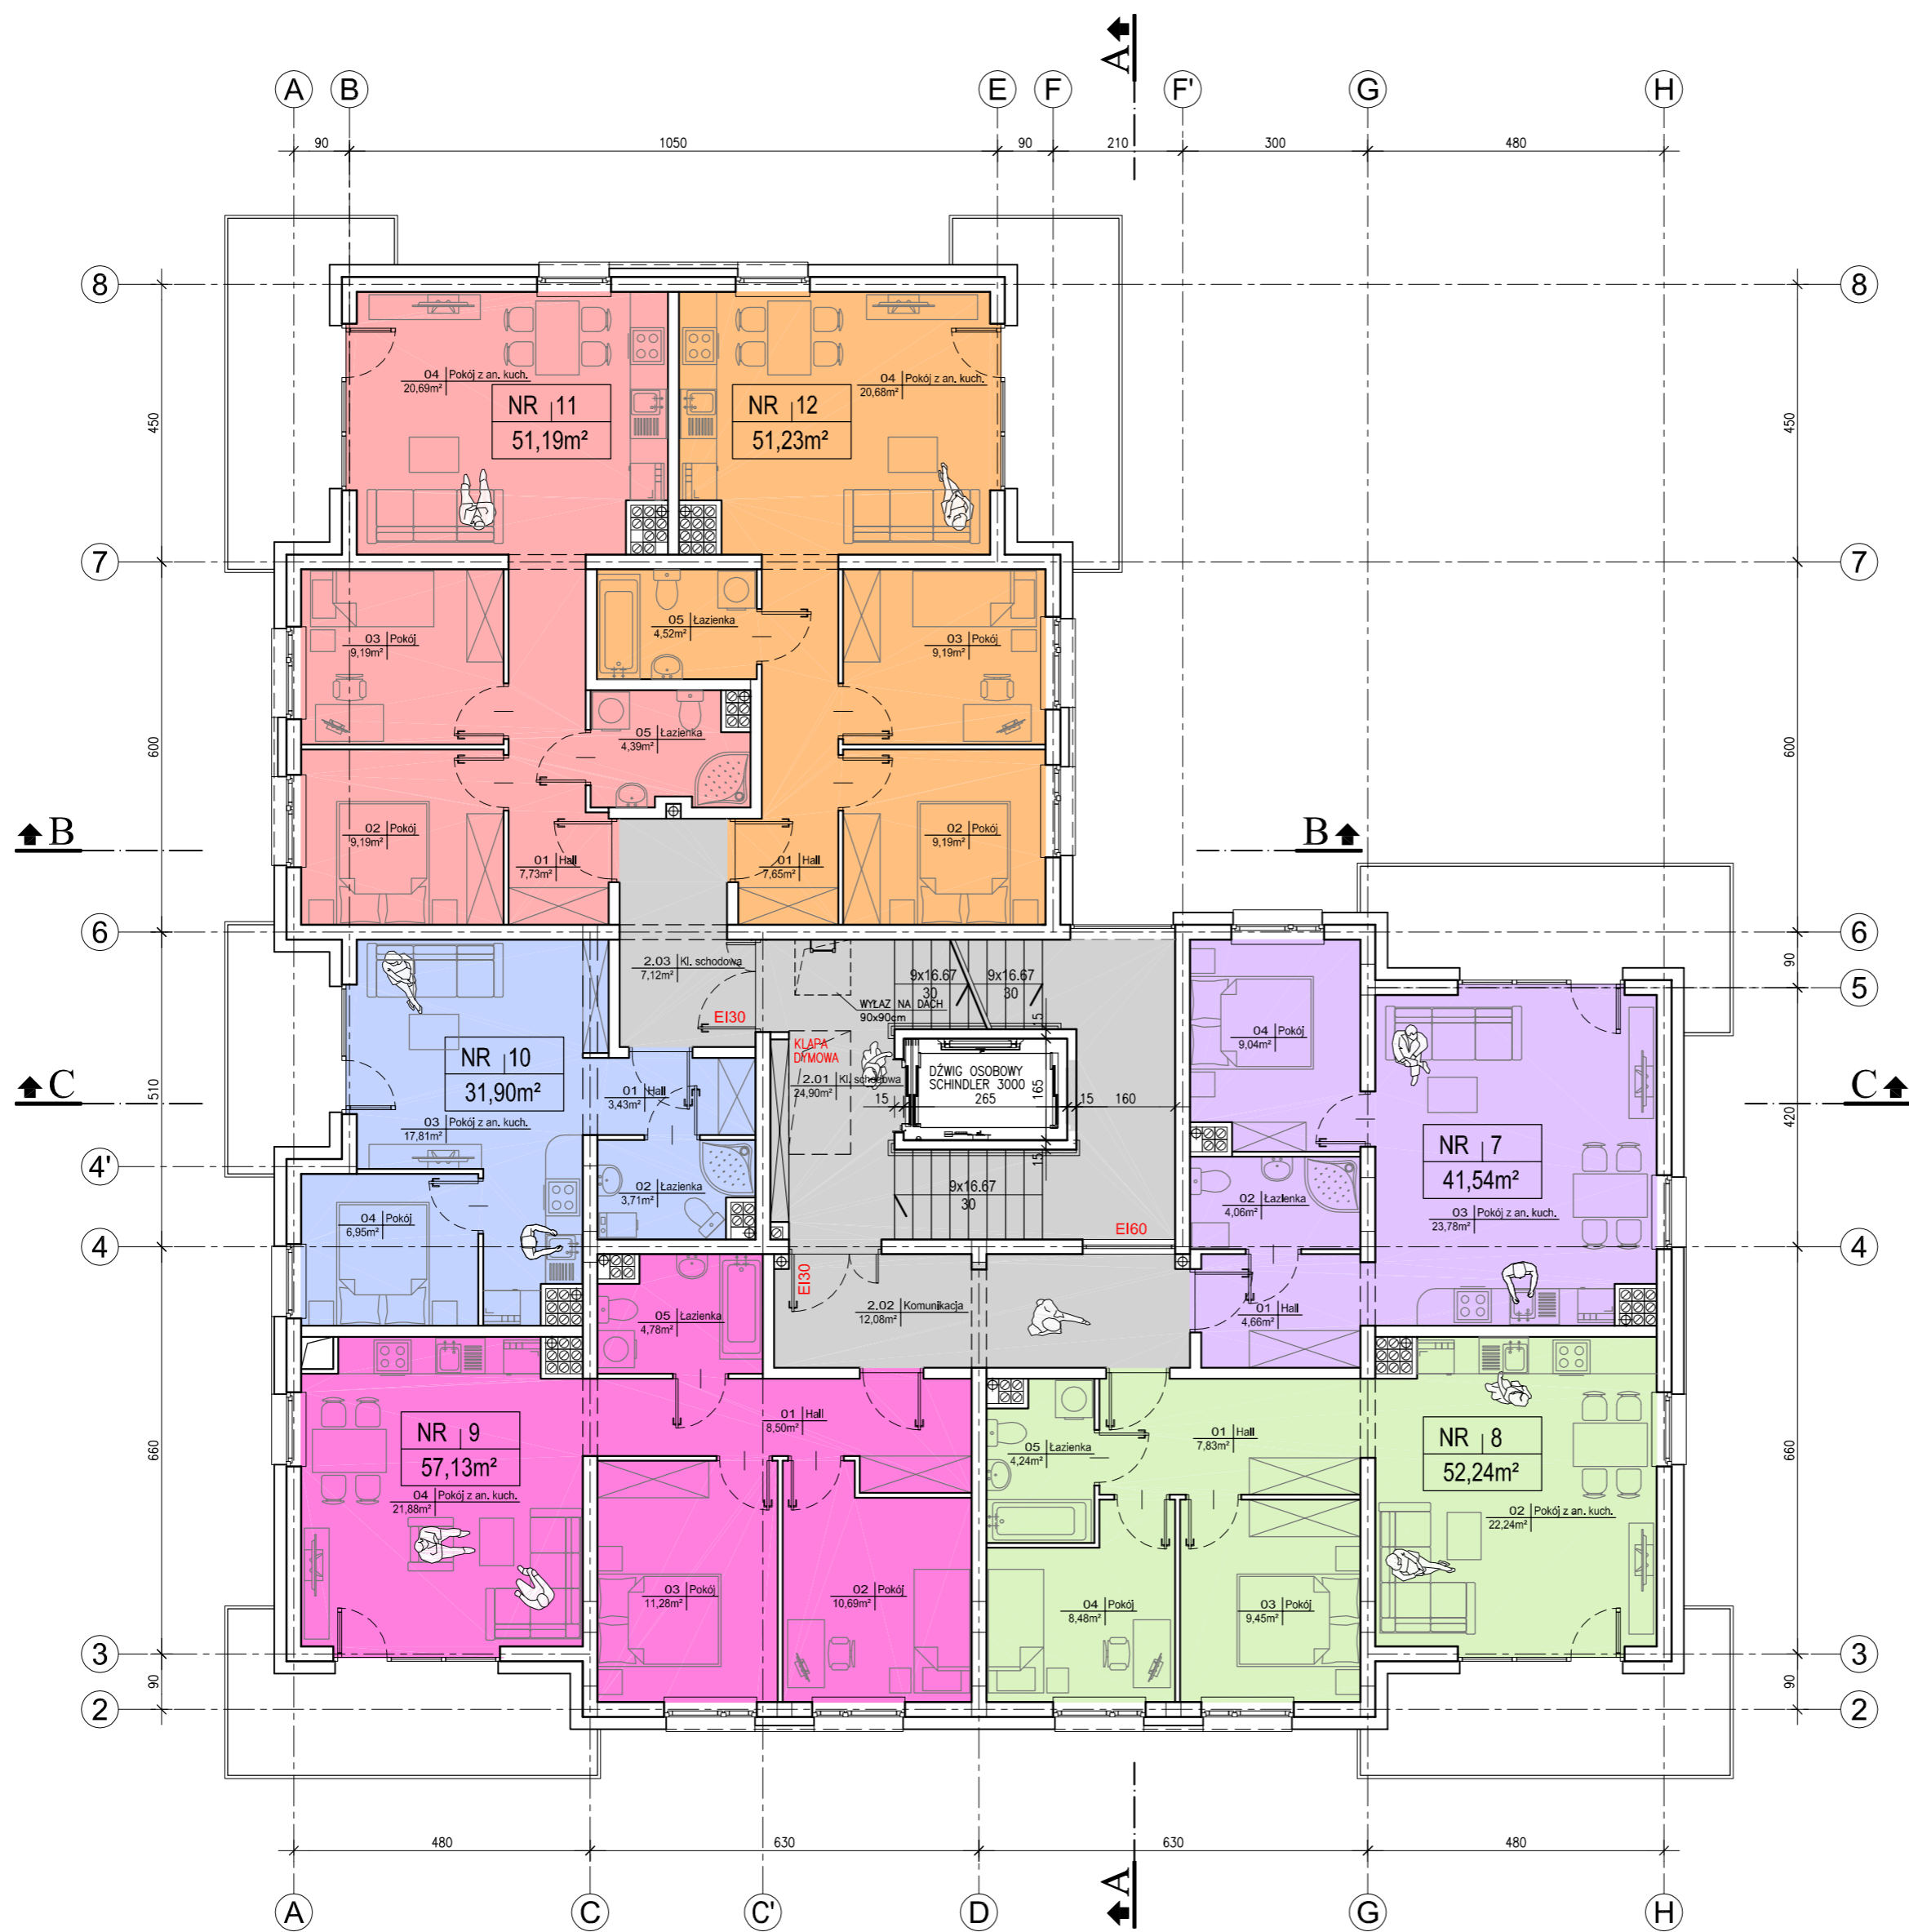 A
A B E F F' G H
90 1050 90 210 300 480
8 8
04 Pokój z an. kuch.
20,69m²
NR 11
51,19m²
NR 12
51,23m²
04 Pokój z an. kuch.
20,68m²
450 450
7 7
03 Pokój
9,19m²
05 Łazienka
4,52m²
03 Pokój
9,19m²
05 Łazienka
4,39m²
600 600
02 Pokój
9,19m²
01 Hall
7,73m²
01 Hall
7,65m²
02 Pokój
9,19m²
B B
6 6
2.03 Kl. schodowa
7,12m²
9x16.67
30
9x16.67
30
WYŁAZ NA DACH
90x90cm
EI30
15
90
5
KLAPA
DYMOWA
04 Pokój
9,04m²
NR 10
31,90m²
DŹWIG OSOBOWY
SCHINDLER 3000
265
165
2.01 Kl. schodowa
24,90m²
15 15 160
15
C C
510 420
01 Hall
3,43m²
03 Pokój z an. kuch.
17,81m²
NR 7
41,54m²
4'
02 Łazienka
3,71m²
9x16.67
30
02 Łazienka
4,06m²
03 Pokój z an. kuch.
23,78m²
04 Pokój
6,95m²
EI60
4 4
EI30
05 Łazienka
4,78m²
2.02 Komunikacja
12,08m²
01 Hall
4,66m²
NR 9
57,13m²
01 Hall
8,50m²
01 Hall
7,83m²
05 Łazienka
4,24m²
NR 8
52,24m²
660 660
04 Pokój z an. kuch.
21,88m²
02 Pokój z an. kuch.
22,24m²
03 Pokój
11,28m²
02 Pokój
10,69m²
04 Pokój
8,48m²
03 Pokój
9,45m²
3 3
90 90
2 2
480 630 630 480
A
A C C' D G H